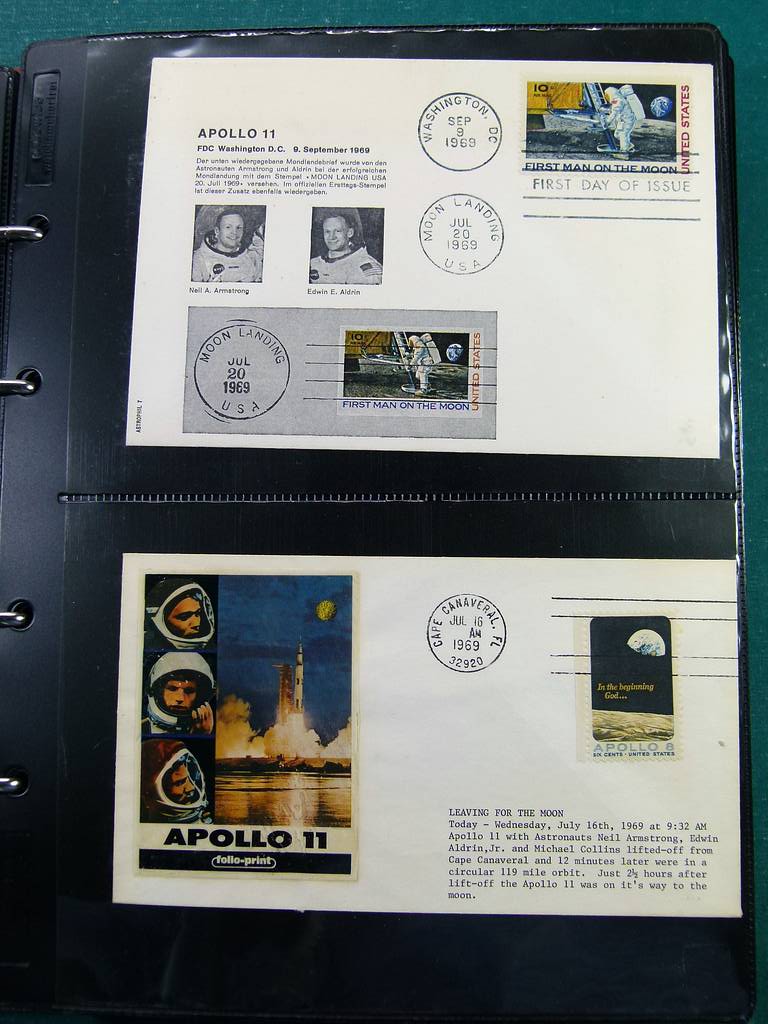 APOLLO 11
FDC Washington D.C. 9. September 1969
Der unten wiedergegebene Mondlandebrief wurde von den
Astronauten Armstrong und Aldrin bei der erfolgreichen
Mondlandung mit dem Stempel «MOON LANDING USA
20. Juli 1969» versehen. Im offiziellen Ersttags-Stempel
ist dieser Zusatz ebenfalls wiedergegeben.
Neil A. Armstrong
Edwin E. Aldrin
WASHINGTON, DC
SEP
9
1969
10c
AIR MAIL
UNITED STATES
FIRST MAN ON THE MOON
FIRST DAY OF ISSUE
MOON LANDING
JUL
20
1969
USA
MOON LANDING
JUL
20
1969
USA
10c
UNITED STATES
FIRST MAN ON THE MOON
ASTROPHIL 7
APOLLO 11
folio-print
CAPE CANAVERAL, FL
JUL 16
AM
1969
32920
In the beginning
God...
APOLLO 8
SIX CENTS · UNITED STATES
LEAVING FOR THE MOON
Today - Wednesday, July 16th, 1969 at 9:32 AM
Apollo 11 with Astronauts Neil Armstrong, Edwin
Aldrin,Jr. and Michael Collins lifted-off from
Cape Canaveral and 12 minutes later were in a
circular 119 mile orbit. Just 2½ hours after
lift-off the Apollo 11 was on it's way to the
moon.